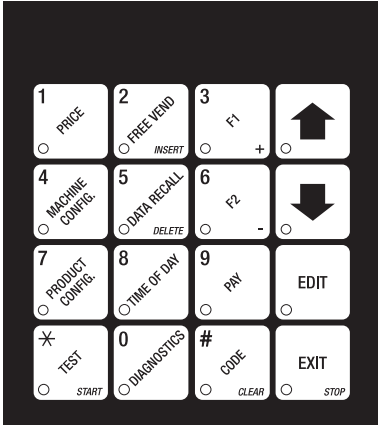 1
PRICE
2
FREE VEND
INSERT
3
F1
+
4
MACHINE
CONFIG.
5
DATA RECALL
DELETE
6
F2
-
7
PRODUCT
CONFIG.
8
TIME OF DAY
9
PAY
EDIT
*
TEST
START
0
DIAGNOSTICS
#
CODE
CLEAR
EXIT
STOP